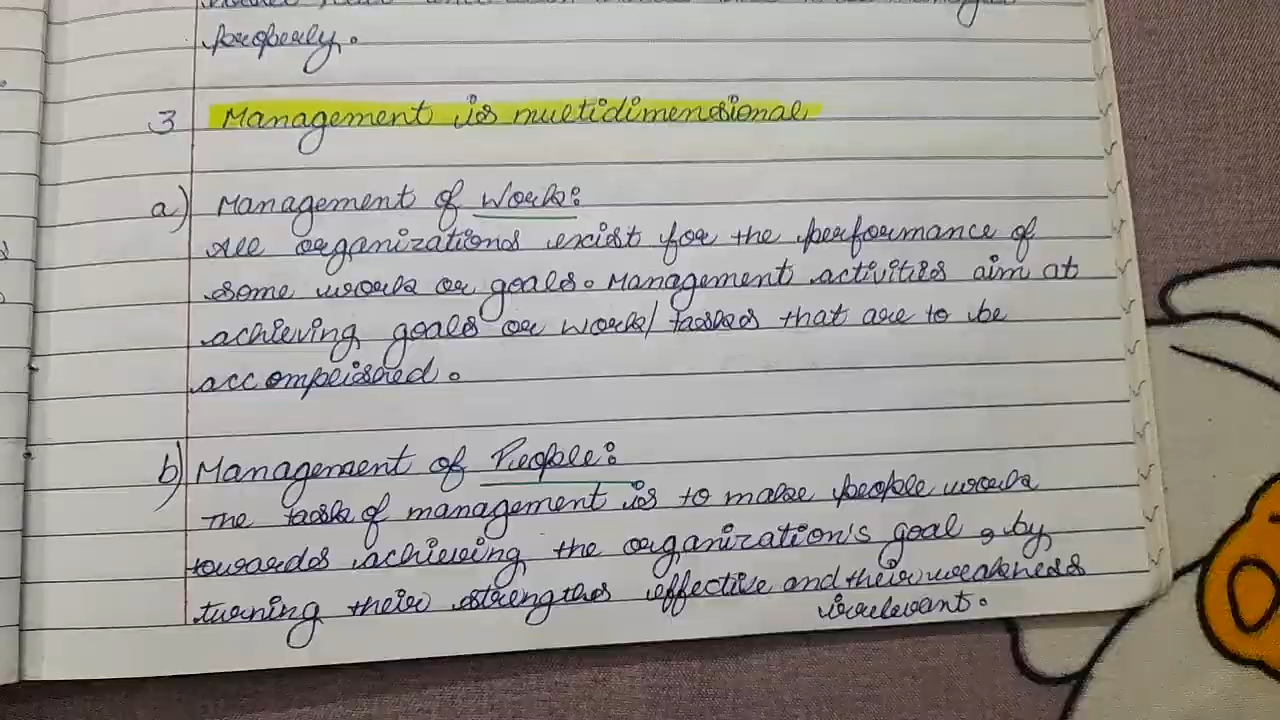 properly.
3 Management is multidimensional
a) Management of Work:
All organizations exist for the performance of
some work or goals. Management activities aim at
achieving goals or work/ tasks that are to be
accomplished.
b) Management of People:
The task of management is to make people work
towards achieving the organization's goal, by
turning their strengths effective and their weakness
irrelevant.